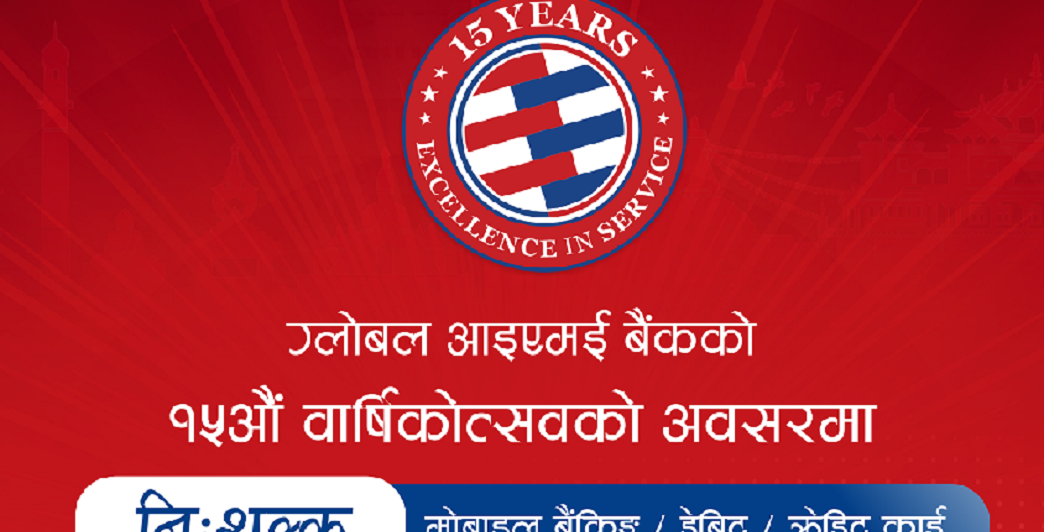 15 YEARS
EXCELLENCE IN SERVICE
ग्लोबल आइएमई बैंकको
१५औं वार्षिकोत्सवको अवसरमा
निःशुल्क मोबाइल बैंकिङ / डेबिट / क्रेडिट कार्ड